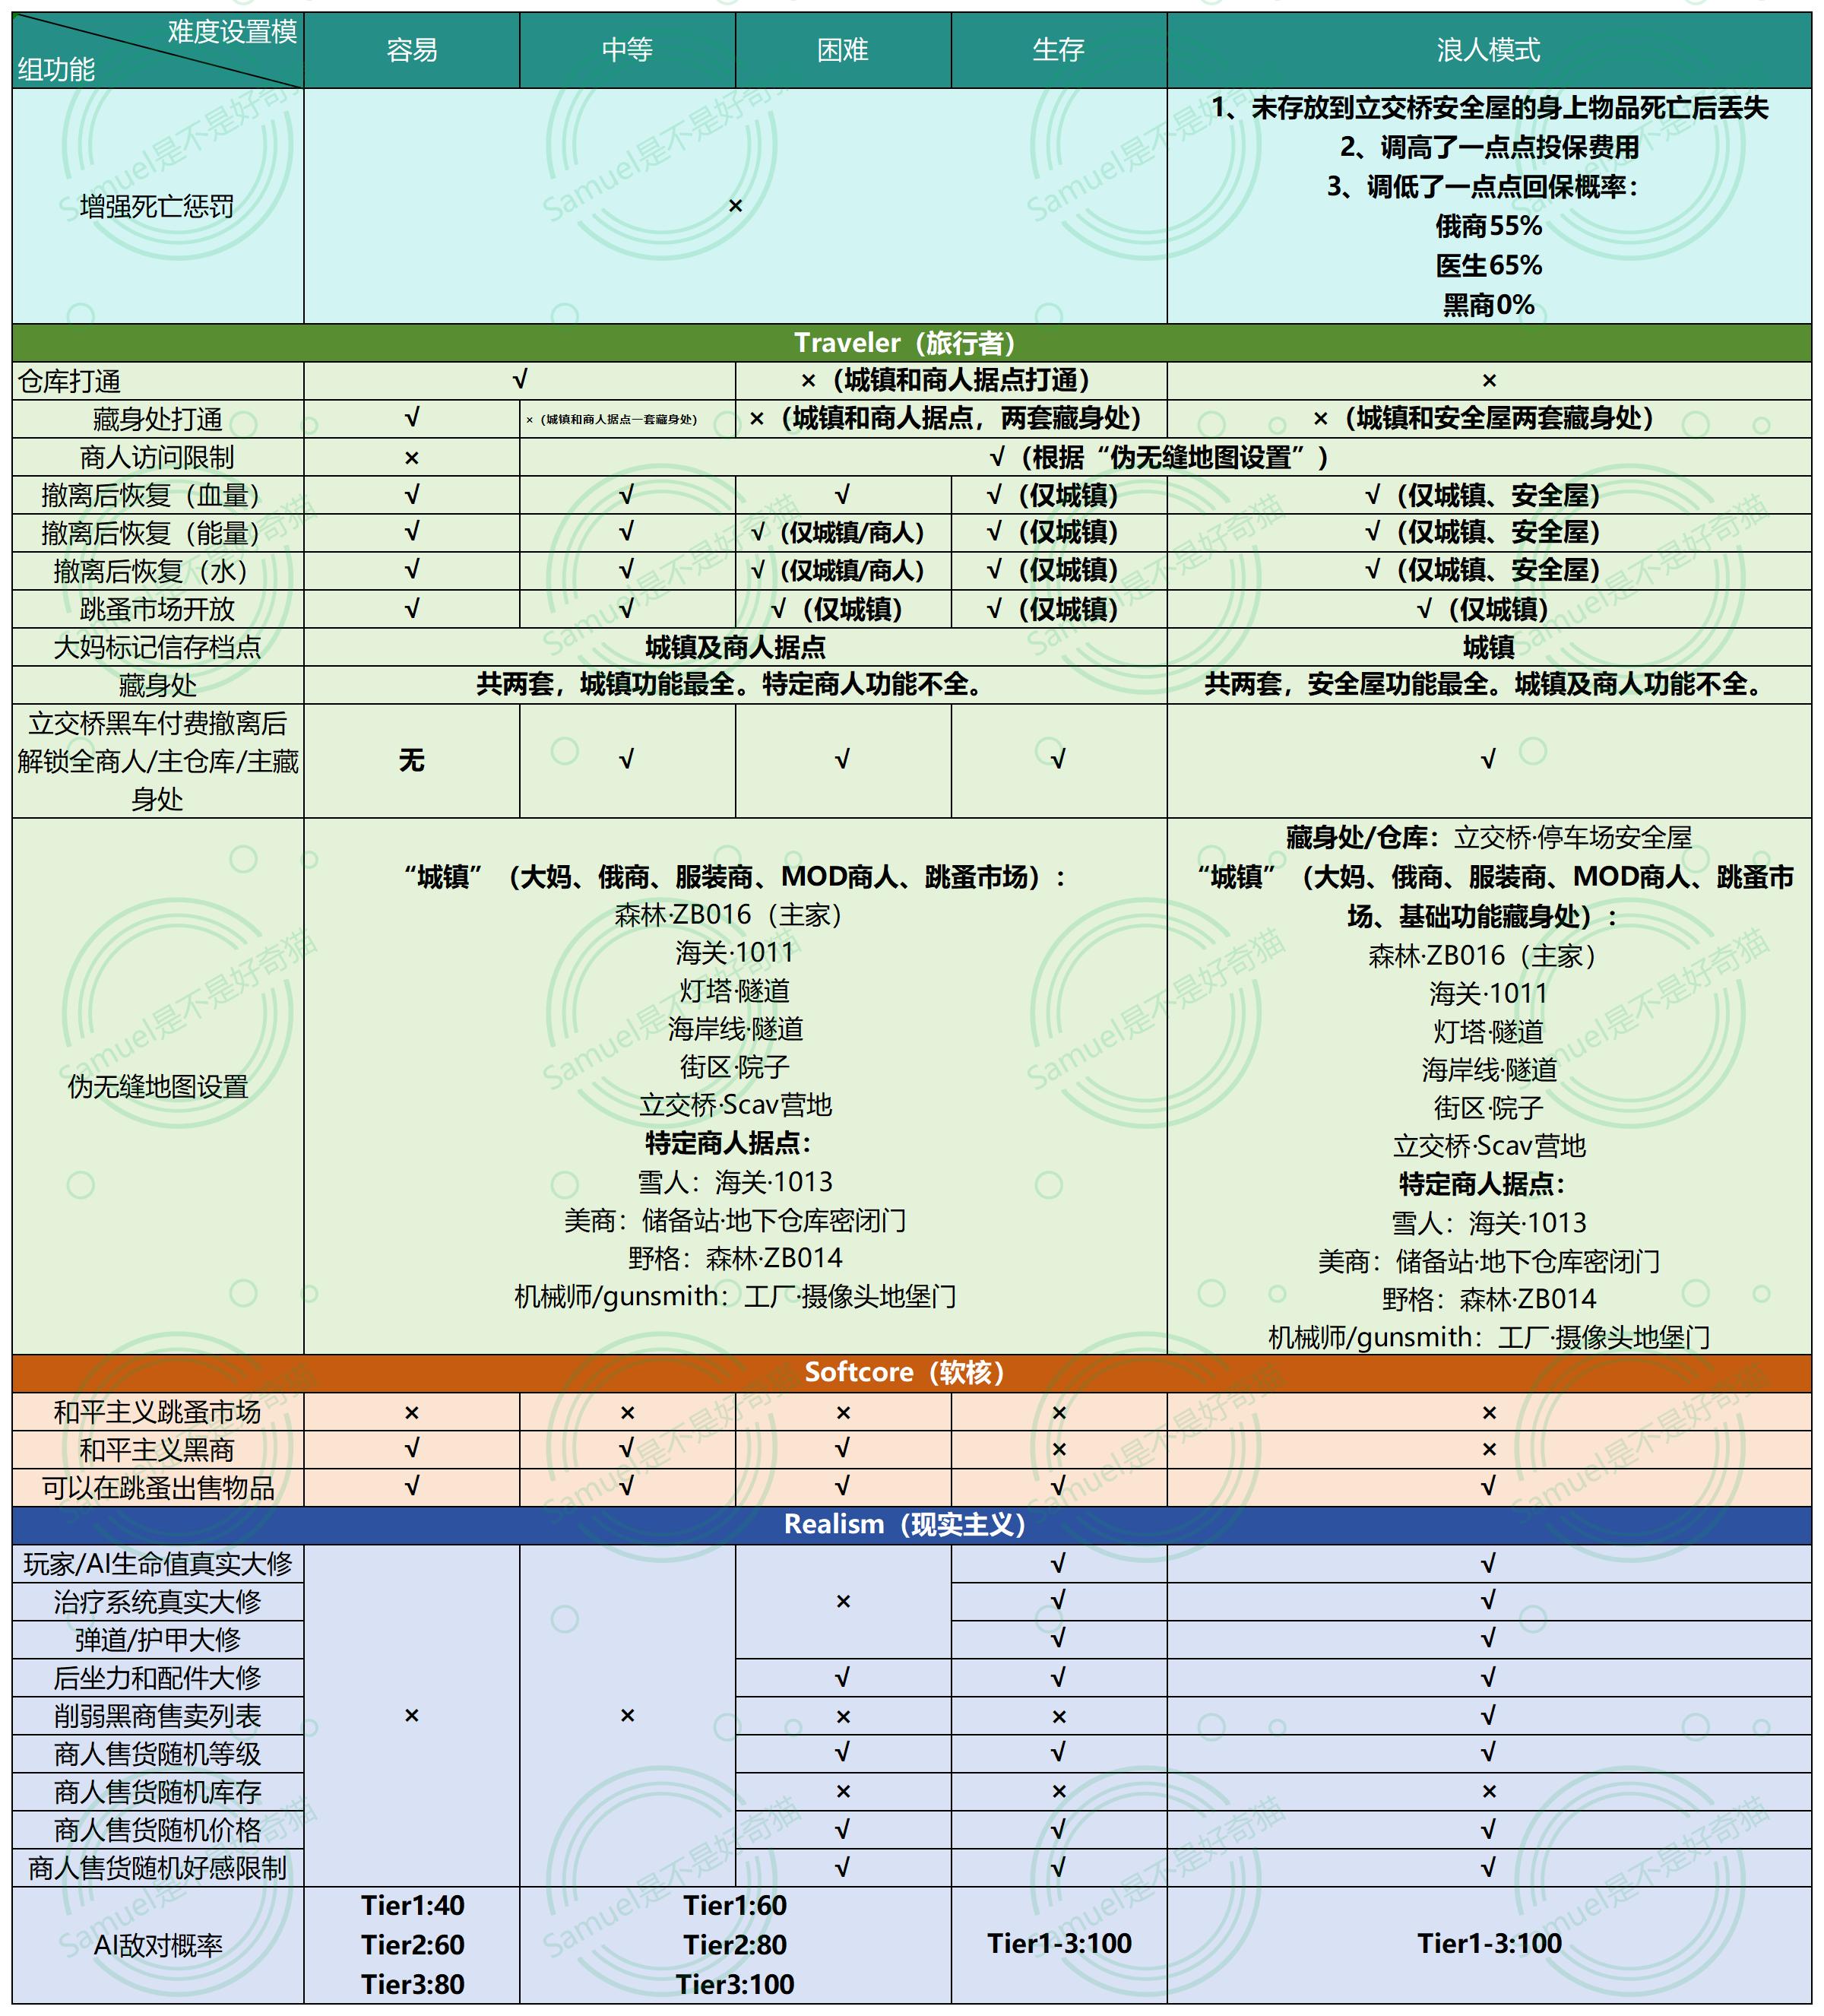 难度设置模
组功能
容易
中等
困难
生存
浪人模式
增强死亡惩罚
×
1、未存放到立交桥安全屋的身上物品死亡后丢失
2、调高了一点点投保费用
3、调低了一点点回保概率：
俄商55%
医生65%
黑商0%
Traveler（旅行者）
仓库打通
√
×（城镇和商人据点打通）
×
藏身处打通
√
×（城镇和商人据点一套藏身处）
×（城镇和商人据点，两套藏身处）
×（城镇和安全屋两套藏身处）
商人访问限制
×
√（根据“伪无缝地图设置”）
撤离后恢复（血量）
√
√
√
√（仅城镇）
√（仅城镇、安全屋）
撤离后恢复（能量）
√
√
√（仅城镇/商人）
√（仅城镇）
√（仅城镇、安全屋）
撤离后恢复（水）
√
√
√（仅城镇/商人）
√（仅城镇）
√（仅城镇、安全屋）
跳蚤市场开放
√
√
√（仅城镇）
√（仅城镇）
√（仅城镇）
大妈标记信存档点
城镇及商人据点
城镇
藏身处
共两套，城镇功能最全。特定商人功能不全。
共两套，安全屋功能最全。城镇及商人功能不全。
立交桥黑车付费撤离后
解锁全商人/主仓库/主藏
身处
无
√
√
√
√
伪无缝地图设置
“城镇”（大妈、俄商、服装商、MOD商人、跳蚤市场）：
森林·ZB016（主家）
海关·1011
灯塔·隧道
海岸线·隧道
街区·院子
立交桥·Scav营地
特定商人据点：
雪人：海关·1013
美商：储备站·地下仓库密闭门
野格：森林·ZB014
机械师/gunsmith：工厂·摄像头地堡门
藏身处/仓库：立交桥·停车场安全屋
“城镇”（大妈、俄商、服装商、MOD商人、跳蚤市
场、基础功能藏身处）：
森林·ZB016（主家）
海关·1011
灯塔·隧道
海岸线·隧道
街区·院子
立交桥·Scav营地
特定商人据点：
雪人：海关·1013
美商：储备站·地下仓库密闭门
野格：森林·ZB014
机械师/gunsmith：工厂·摄像头地堡门
Softcore（软核）
和平主义跳蚤市场
×
×
×
×
×
和平主义黑商
√
√
√
×
×
可以在跳蚤出售物品
√
√
√
√
√
Realism（现实主义）
玩家/AI生命值真实大修
×
×
×
√
√
治疗系统真实大修
√
√
弹道/护甲大修
√
√
后坐力和配件大修
√
√
√
削弱黑商售卖列表
×
×
√
商人售货随机等级
√
√
√
商人售货随机库存
×
×
×
商人售货随机价格
√
√
√
商人售货随机好感限制
√
√
√
AI敌对概率
Tier1:40
Tier2:60
Tier3:80
Tier1:60
Tier2:80
Tier3:100
Tier1-3:100
Tier1-3:100
Samuel是不是好奇猫